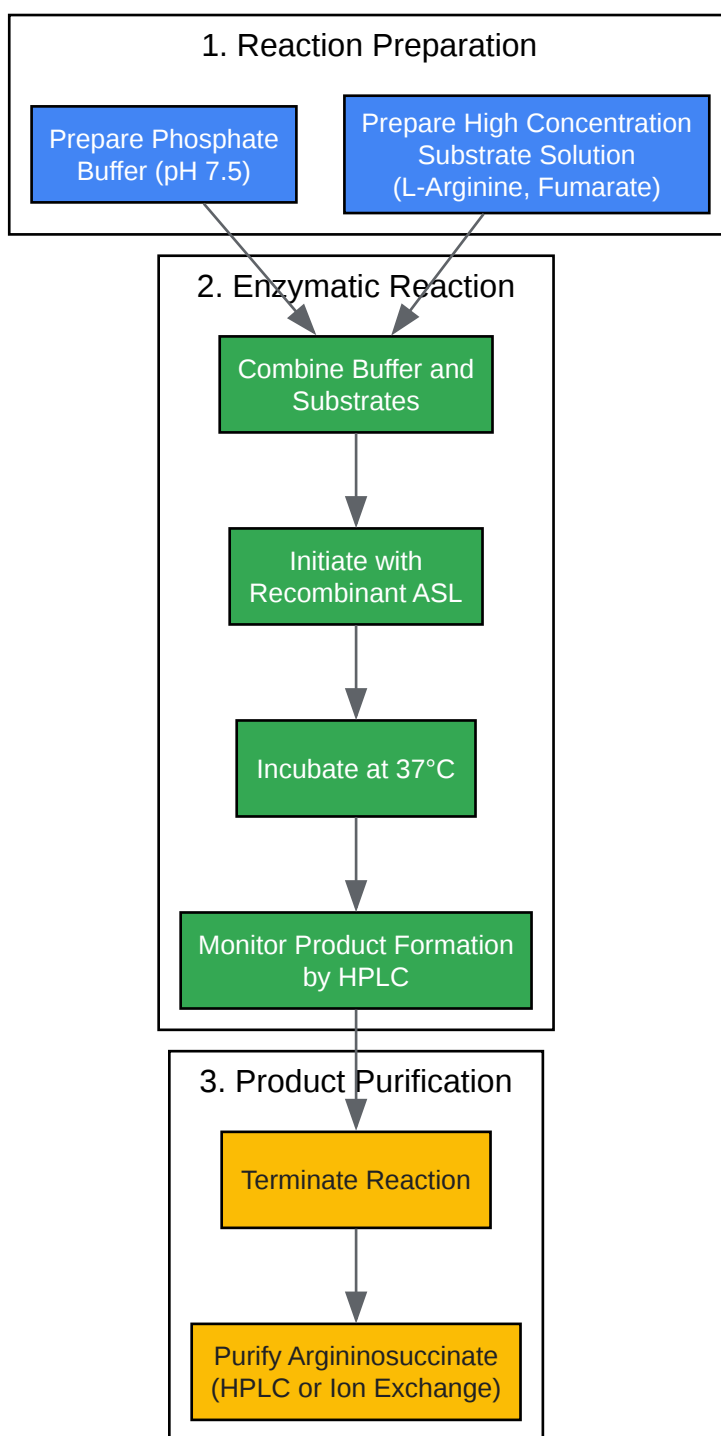 1. Reaction Preparation
Prepare Phosphate
Buffer (pH 7.5)
Prepare High Concentration
Substrate Solution
(L-Arginine, Fumarate)
2. Enzymatic Reaction
Combine Buffer and
Substrates
Initiate with
Recombinant ASL
Incubate at 37°C
Monitor Product Formation
by HPLC
3. Product Purification
Terminate Reaction
Purify Argininosuccinate
(HPLC or Ion Exchange)